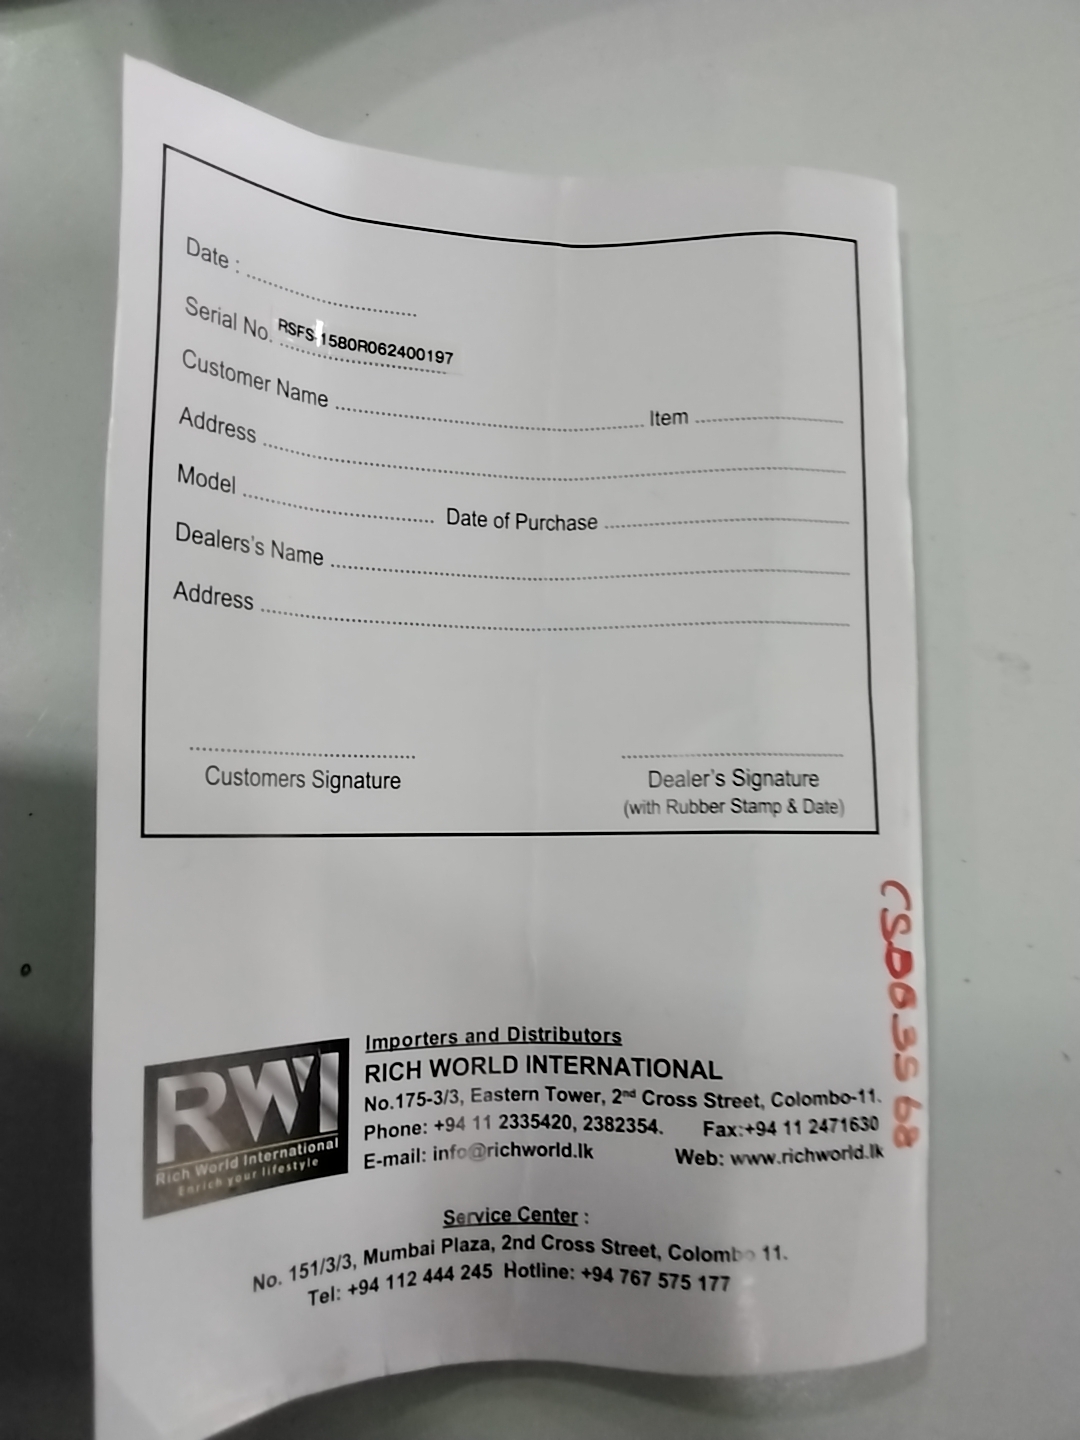 Date : ................
Serial No. RSFS-1580R062400197
Customer Name ................ Item ................
Address ................
Model ................ Date of Purchase ................
Dealers's Name ................
Address ................
Customers Signature
Dealer's Signature
(with Rubber Stamp & Date)
CSD03568
Importers and Distributors
RWI
Rich World International
Enrich your lifestyle
RICH WORLD INTERNATIONAL
No.175-3/3, Eastern Tower, 2nd Cross Street, Colombo-11.
Phone: +94 11 2335420, 2382354. Fax:+94 11 2471630
E-mail: info@richworld.lk Web: www.richworld.lk
Service Center :
No. 151/3/3, Mumbai Plaza, 2nd Cross Street, Colombo 11.
Tel: +94 112 444 245 Hotline: +94 767 575 177